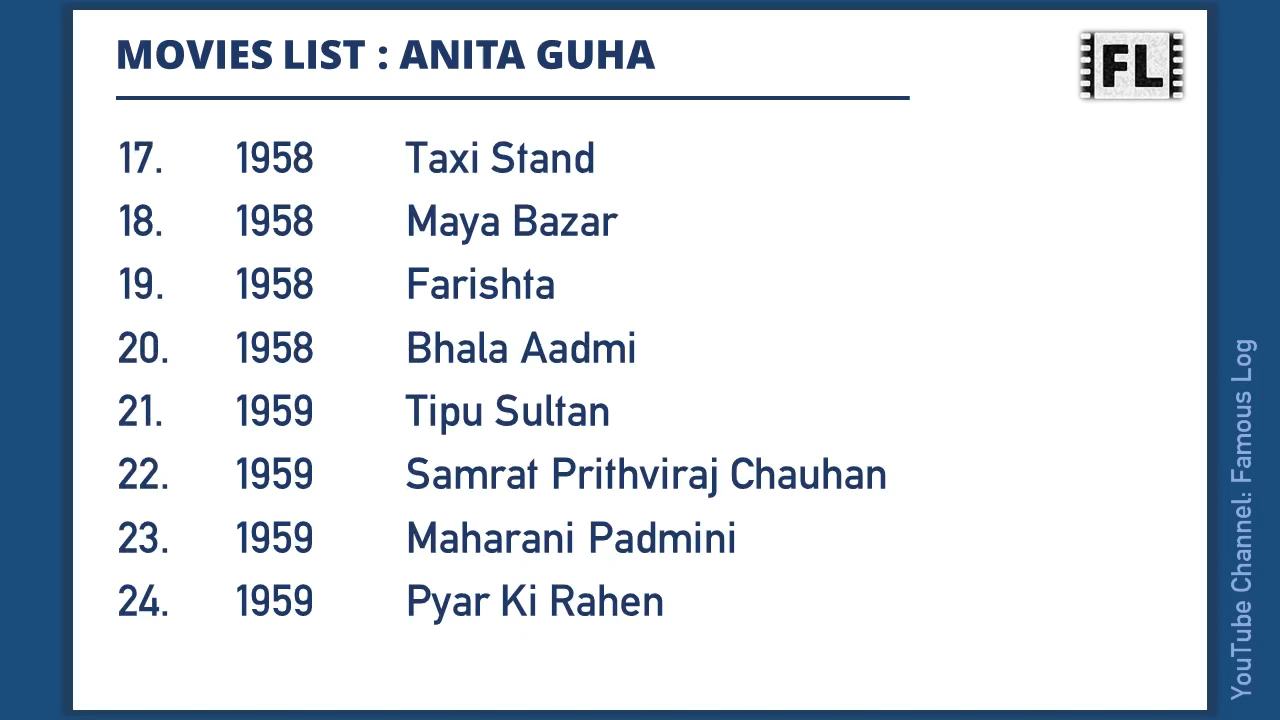 MOVIES LIST : ANITA GUHA
FL
17. 1958 Taxi Stand
18. 1958 Maya Bazar
19. 1958 Farishta
20. 1958 Bhala Aadmi
21. 1959 Tipu Sultan
22. 1959 Samrat Prithviraj Chauhan
23. 1959 Maharani Padmini
24. 1959 Pyar Ki Rahen
YouTube Channel: Famous Log